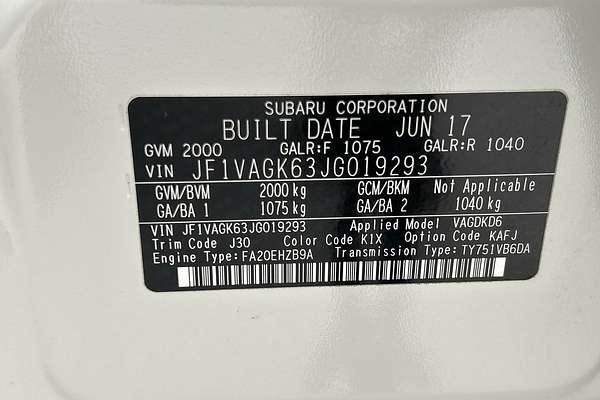 SUBARU CORPORATION
BUILT DATE JUN 17
GVM 2000 GALR:F 1075 GALR:R 1040
VIN JF1VAGK63JG019293
GVM/BVM 2000 kg GCM/BKM Not Applicable
GA/BA 1 1075 kg GA/BA 2 1040 kg
VIN JF1VAGK63JG019293 Applied Model VAGDKD6
Trim Code J30 Color Code K1X Option Code KAFJ
Engine Type: FA20EHZB9A Transmission Type: TY751VB6DA